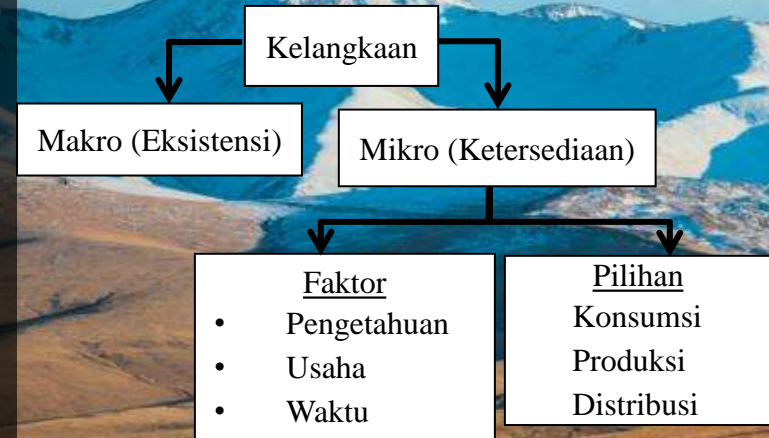 Kelangkaan
Makro (Eksistensi)
Mikro (Ketersediaan)
Faktor
• Pengetahuan
• Usaha
• Waktu
Pilihan
Konsumsi
Produksi
Distribusi